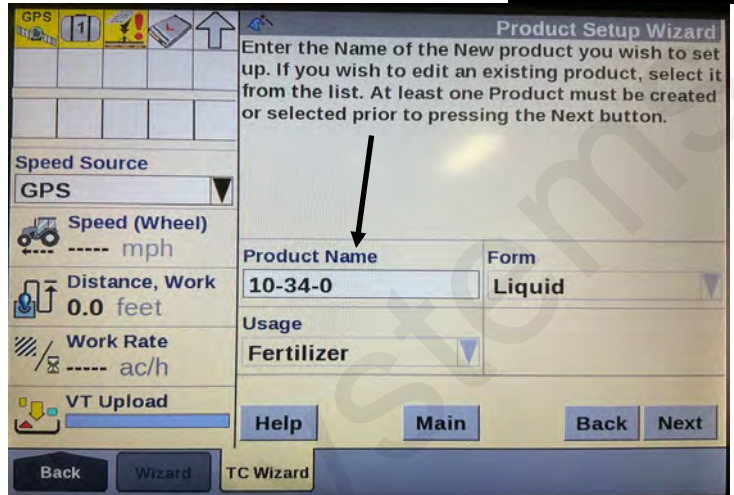 GPS
1
Product Setup Wizard
Enter the Name of the New product you wish to set
up. If you wish to edit an existing product, select it
from the list. At least one Product must be created
or selected prior to pressing the Next button.
Speed Source
GPS
Speed (Wheel)
----- mph
Distance, Work
0.0 feet
Work Rate
----- ac/h
VT Upload
Product Name
10-34-0
Form
Liquid
Usage
Fertilizer
Help
Main
Back
Next
Back
Wizard
TC Wizard
ystems